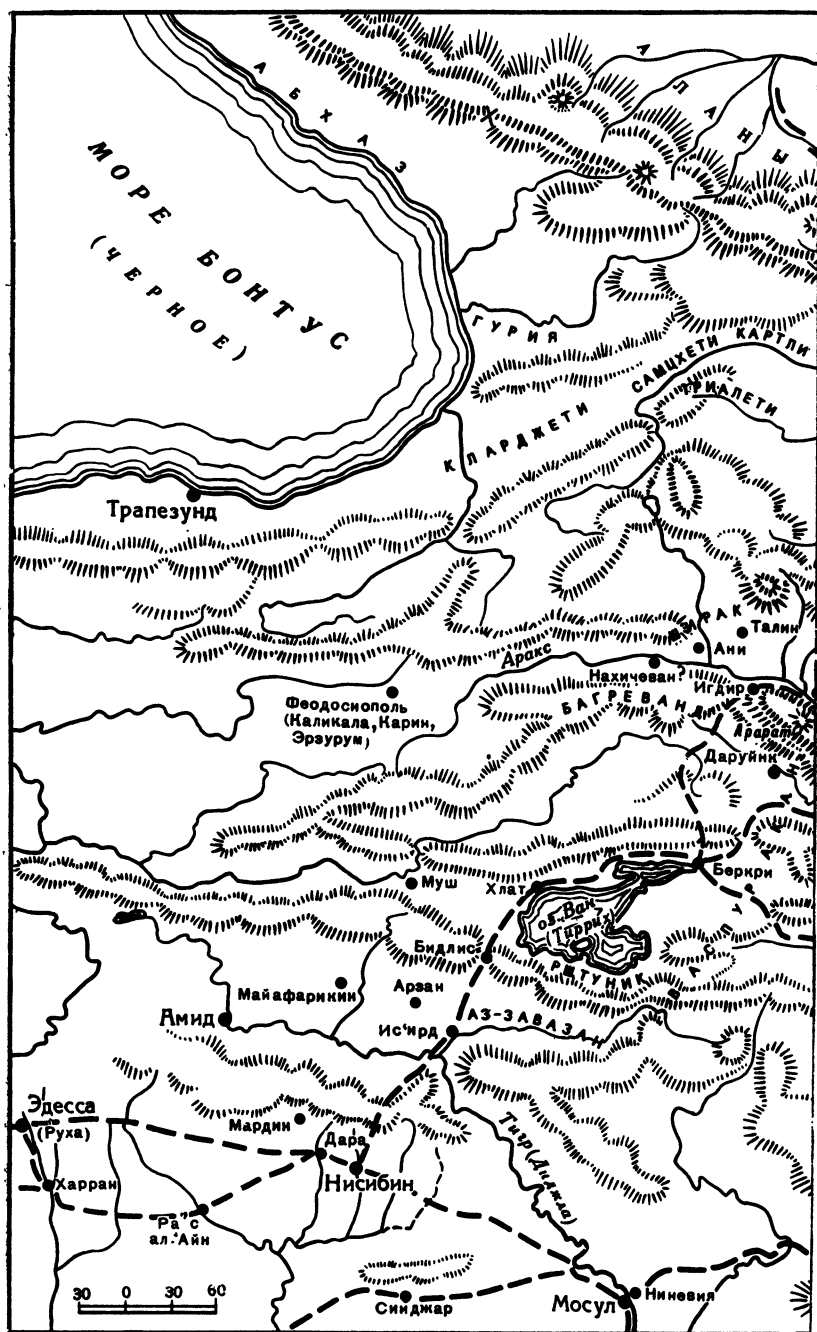 АБХАЗ
АЛАНЫ
МОРЕ БОНТУС
(ЧЕРНОЕ)
ГУРИЯ
САМЦХЕТИ КАРТЛИ
ТРИАЛЕТИ
КЛАРДЖЕТИ
Трапезунд
ШИРАК
Талин
Ани
Аракс
Нахичеван?
Игдир
Феодосиополь
(Каликала, Карин,
Эрзурум)
БАГРЕВАНД
Арарат
Даруйнк
Муш
Хлат
Беркри
оз. Ван
(Тиррих)
ВАСПУРАКАН
Бидлис
РШТУНИК
Майафарикин
Арзан
АЗ-ЗАВАЗАН
Амид
Ис'ирд
Эдесса
(Руха)
Мардин
Дара
Нисибин
Тигр (Диджла)
Харран
Ра'с
ал-'Айн
30 0 30 60
Синджар
Мосул
Ниневия